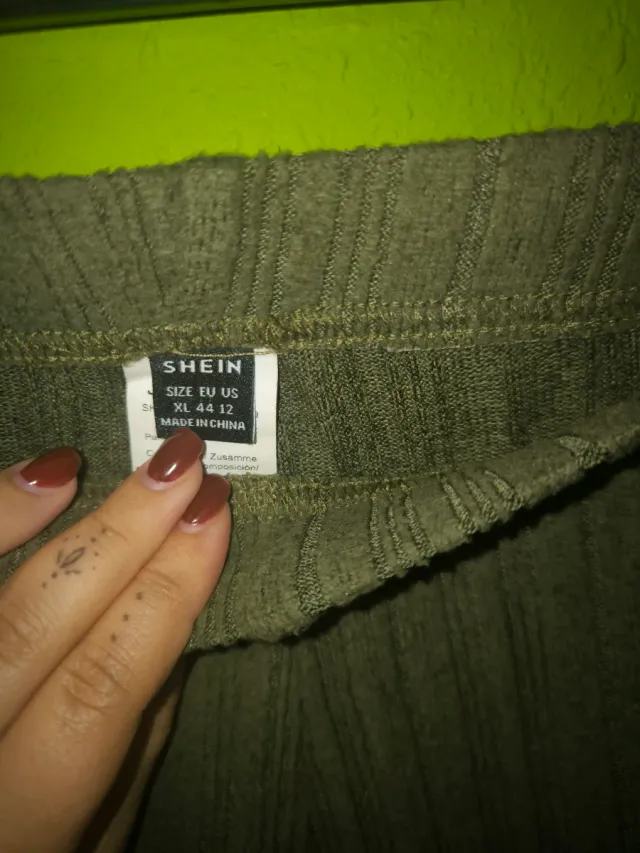 SHEIN
SIZE EU US
XL 44 12
MADE IN CHINA
Zusamme
omposición/